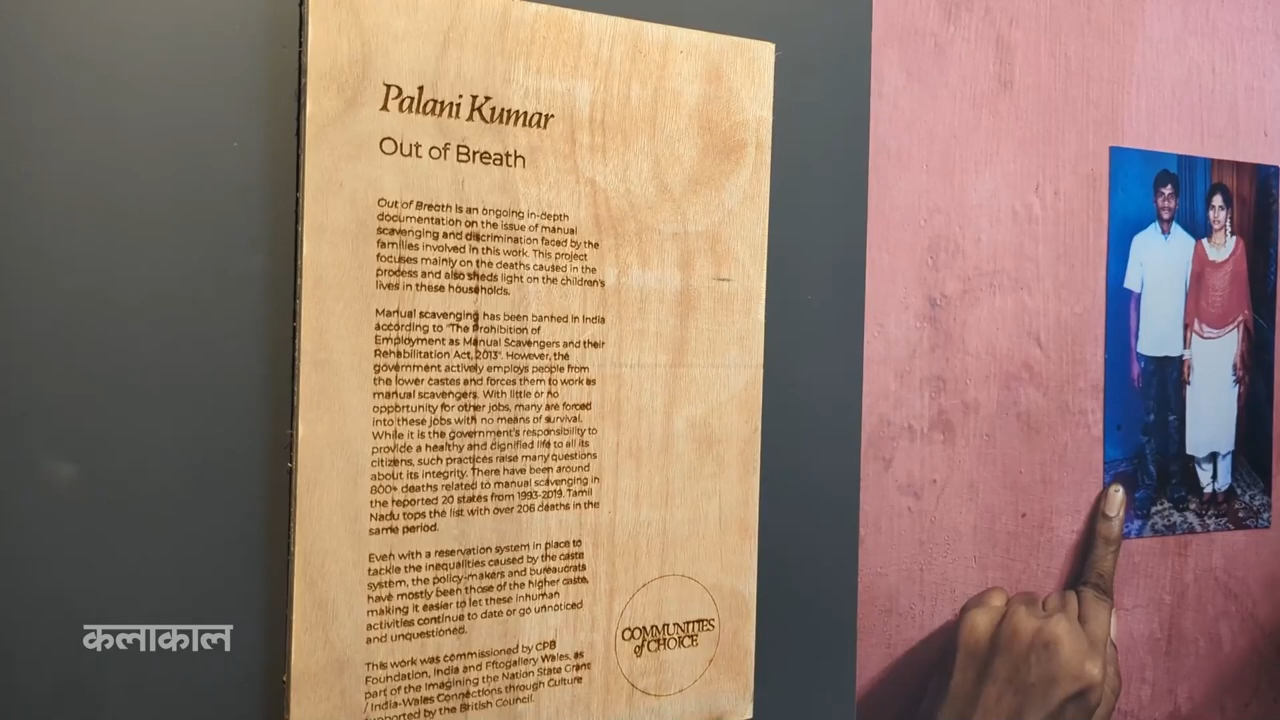 Palani Kumar
Out of Breath
Out of Breath is an ongoing in-depth
documentation on the issue of manual
scavenging and discrimination faced by the
families involved in this work. This project
focuses mainly on the deaths caused in the
process and also sheds light on the children's
lives in these households.
Manual scavenging has been banned in India
according to "The Prohibition of
Employment as Manual Scavengers and their
Rehabilitation Act, 2013". However, the
government actively employs people from
the lower castes and forces them to work as
manual scavengers. With little or no
opportunity for other jobs, many are forced
into these jobs with no means of survival.
While it is the government's responsibility to
provide a healthy and dignified life to all its
citizens, such practices raise many questions
about its integrity. There have been around
800+ deaths related to manual scavenging in
the reported 20 states from 1993-2019. Tamil
Nadu tops the list with over 206 deaths in the
same period.
Even with a reservation system in place to
tackle the inequalities caused by the caste
system, the policy-makers and bureaucrats
have mostly been those of the higher caste,
making it easier to let these inhuman
activities continue to date or go unnoticed
and unquestioned.
This work was commissioned by CPB
Foundation, India and Fftogallery Wales, as
part of the Imagining the Nation State Grant
/ India-Wales Connections through Culture
supported by the British Council.
COMMUNITIES
of CHOICE
कलाकाल